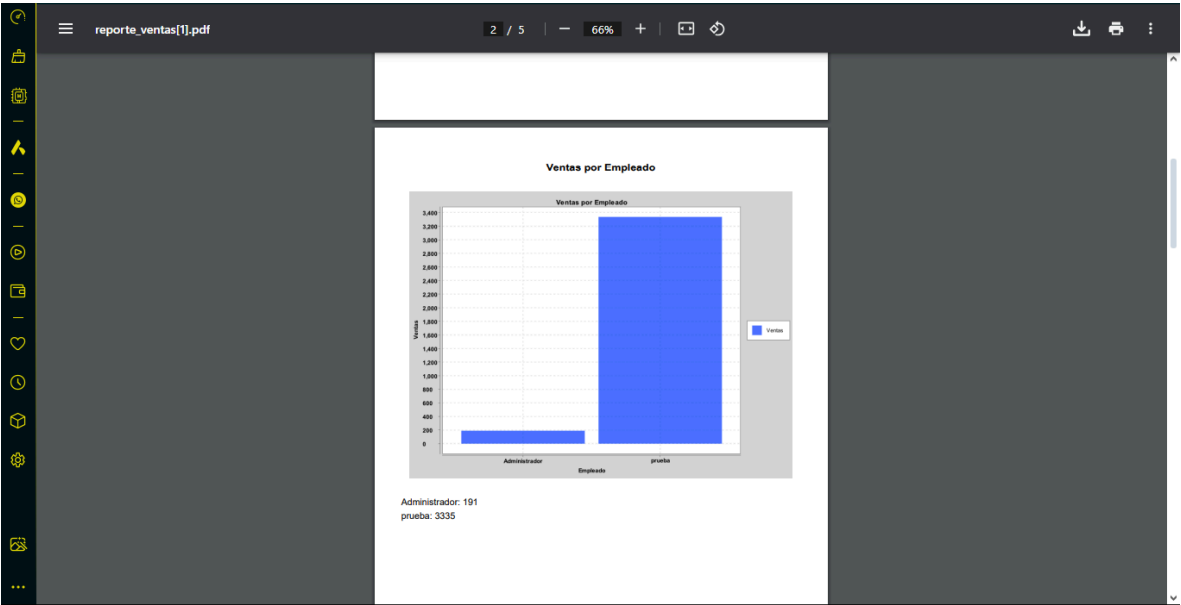 reporte_ventas[1].pdf
2 / 5
66%
Ventas por Empleado
Ventas por Empleado
3,400
3,200
3,000
2,800
2,600
2,400
2,200
2,000
1,800
1,600
1,400
1,200
1,000
800
600
400
200
0
Ventas
Ventas
Administrador prueba
Empleado
Administrador: 191
prueba: 3335